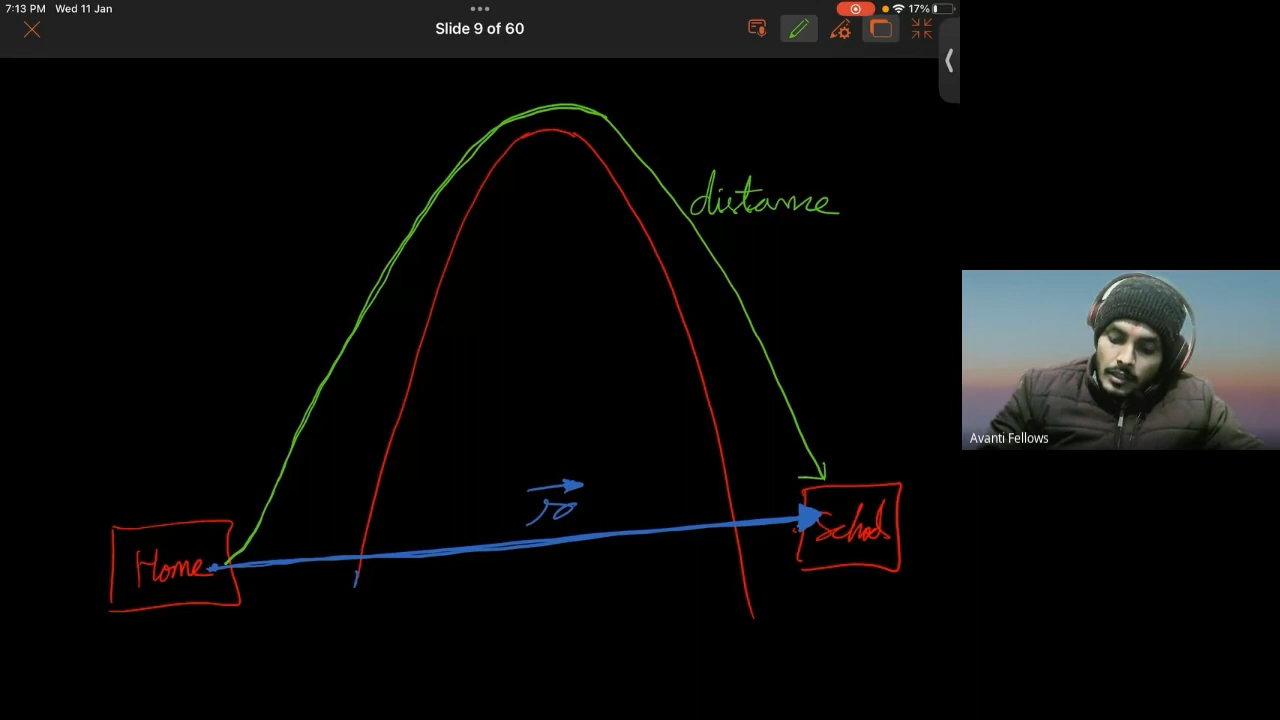 7:13 PM Wed 11 Jan
17%
Slide 9 of 60
distance
Home
School
Avanti Fellows